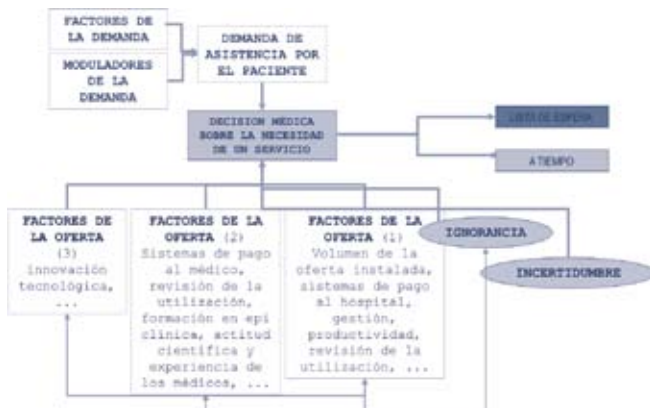 FACTORES DE
LA DEMANDA
MODULADORES
DE LA
DEMANDA
DEMANDA DE
ASISTENCIA POR
EL PACIENTE
DECISION MÉDICA
SOBRE LA NECESIDAD
DE UN SERVICIO
LISTA DE ESPERA
A TIEMPO
FACTORES DE
LA OFERTA
(3)
innovación
tecnológica,
...
FACTORES DE LA
OFERTA (2)
Sistemas de pago
al médico,
revisión de la
utilización,
formación en epi
clínica, actitud
científica y
experiencia de
los médicos, ...
FACTORES DE LA
OFERTA (1)
Volumen de la
oferta instalada,
sistemas de pago
al hospital,
gestión,
productividad,
revisión de la
utilización, ...
IGNORANCIA
INCERTIDUMBRE